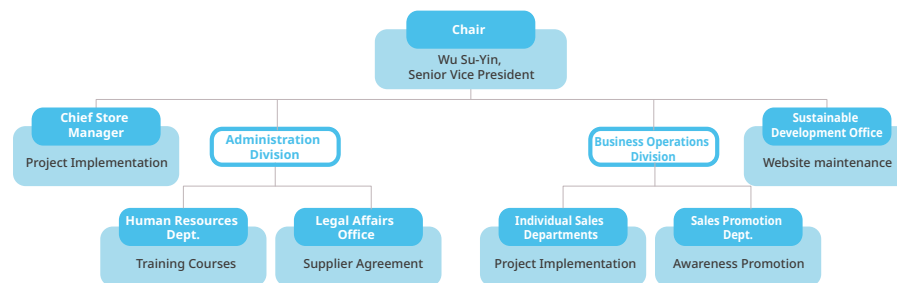 Chair
Wu Su-Yin,
Senior Vice President
Chief Store
Manager
Project Implementation
Administration
Division
Business Operations
Division
Sustainable
Development Office
Website maintenance
Human Resources
Dept.
Training Courses
Legal Affairs
Office
Supplier Agreement
Individual Sales
Departments
Project Implementation
Sales Promotion
Dept.
Awareness Promotion